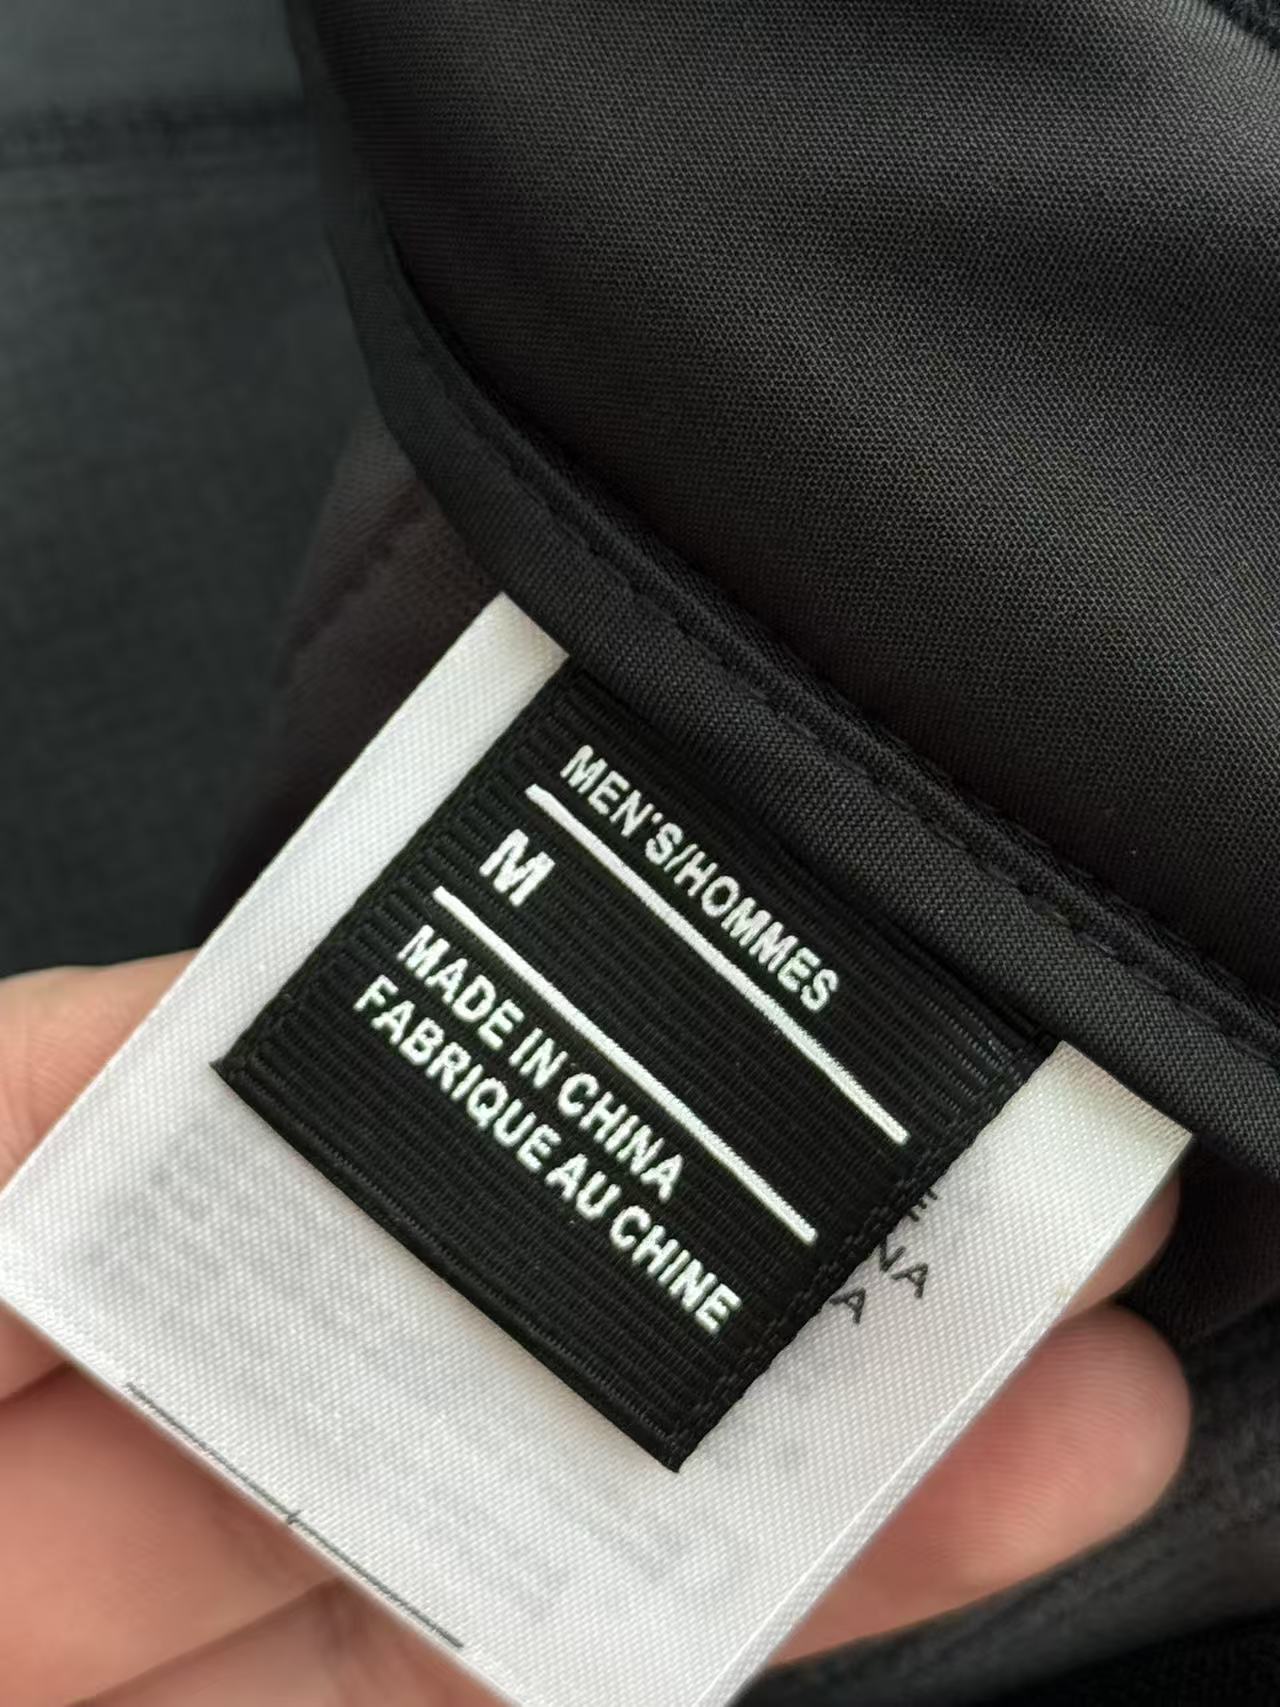 MEN'S/HOMMES
M
MADE IN CHINA
FABRIQUE AU CHINE